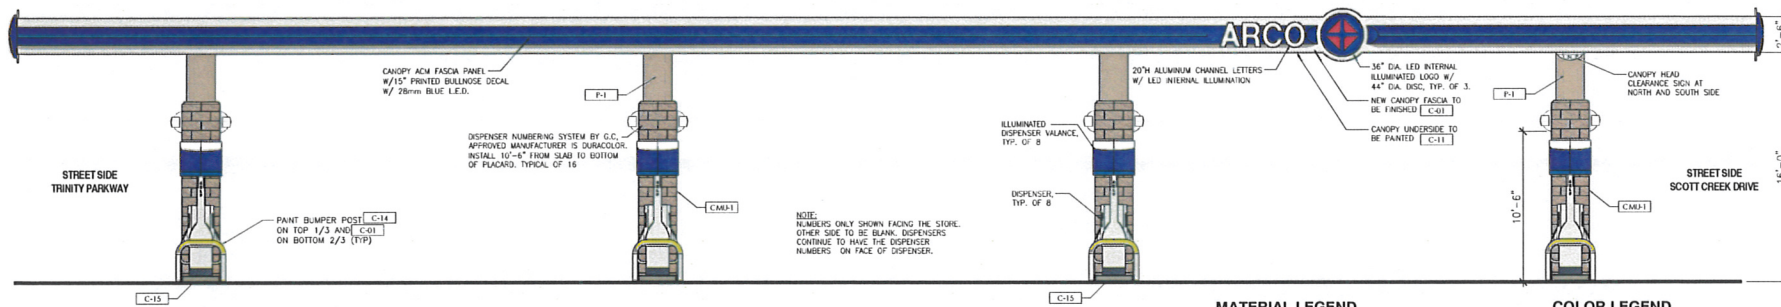 ARCO
2'-6"
CANOPY ACM FASCIA PANEL
W/15" PRINTED BULLNOSE DECAL
W/ 28mm BLUE L.E.D.
P-1
20"H ALUMINUM CHANNEL LETTERS
W/ LED INTERNAL ILLUMINATION
36" DIA. LED INTERNAL
ILLUMINATED LOGO W/
44" DIA. DISC, TYP. OF 3.
NEW CANOPY FASCIA TO
BE FINISHED C-01
CANOPY UNDERSIDE TO
BE PAINTED C-11
P-1
CANOPY HEAD
CLEARANCE SIGN AT
NORTH AND SOUTH SIDE
DISPENSER NUMBERING SYSTEM BY G.C.
APPROVED MANUFACTURER IS DURACOLOR.
INSTALL 10'-6" FROM SLAB TO BOTTOM
OF PLACARD. TYPICAL OF 16
ILLUMINATED
DISPENSER VALANCE,
TYP. OF 8
STREET SIDE
TRINITY PARKWAY
STREET SIDE
SCOTT CREEK DRIVE
DISPENSER,
TYP. OF 8
PAINT BUMPER POST C-14
ON TOP 1/3 AND C-01
ON BOTTOM 2/3 (TYP)
CMU-1
NOTE:
NUMBERS ONLY SHOWN FACING THE STORE.
OTHER SIDE TO BE BLANK. DISPENSERS
CONTINUE TO HAVE THE DISPENSER
NUMBERS ON FACE OF DISPENSER.
10'-6"
CMU-1
C-15
C-15
MATERIAL LEGEND
COLOR LEGEND